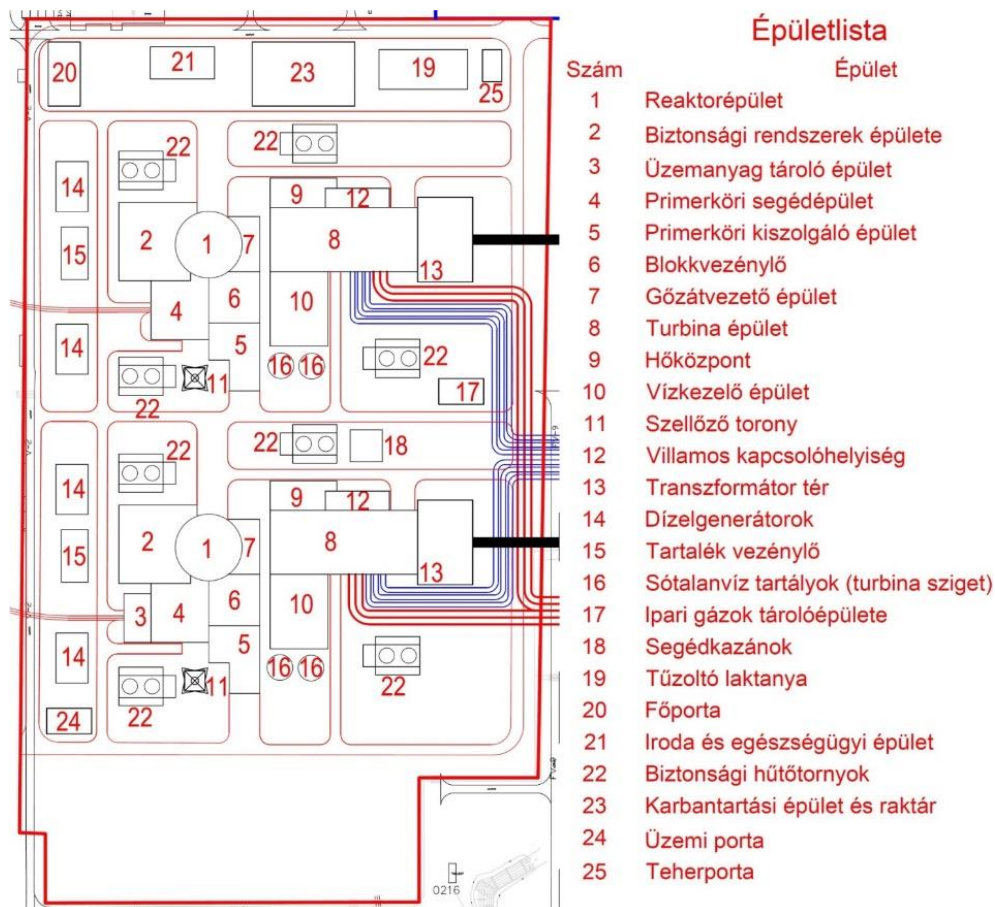 Épületlista
Szám Épület
1 Reaktorépület
2 Biztonsági rendszerek épülete
3 Üzemanyag tároló épület
4 Primerköri segédépület
5 Primerköri kiszolgáló épület
6 Blokkvezénylő
7 Gőzátvezető épület
8 Turbina épület
9 Hőközpont
10 Vízkezelő épület
11 Szellőző torony
12 Villamos kapcsolóhelyiség
13 Transzformátor tér
14 Dízelgenerátorok
15 Tartalék vezénylő
16 Sótalanvíz tartályok (turbina sziget)
17 Ipari gázok tárolóépülete
18 Segédkazánok
19 Tűzoltó laktanya
20 Főporta
21 Iroda és egészségügyi épület
22 Biztonsági hűtőtornyok
23 Karbantartási épület és raktár
24 Üzemi porta
25 Teherporta
20 21 23 19 25
22 22
14 9 12
15 2 1 7 8 13
4 6 10
14 5 16 16 22
22 11 17
22 22 18
14 9 12
15 2 1 7 8 13
3 4 6 10
14 5 16 16 22
22 11
24
0216